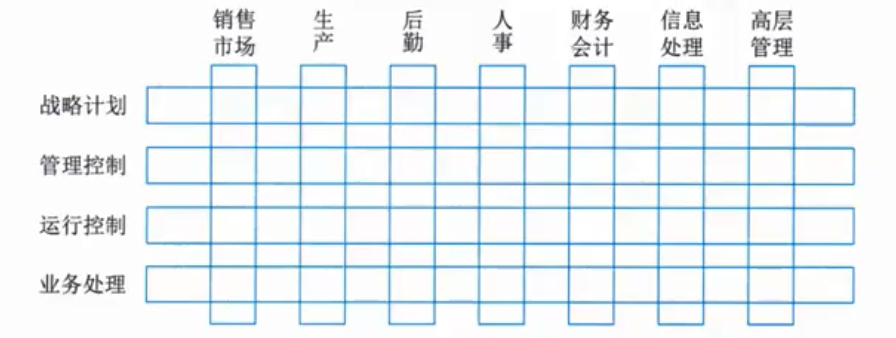 销售 生 后 人 财务 信息 高层
市场 产 勤 事 会计 处理 管理
战略计划
管理控制
运行控制
业务处理